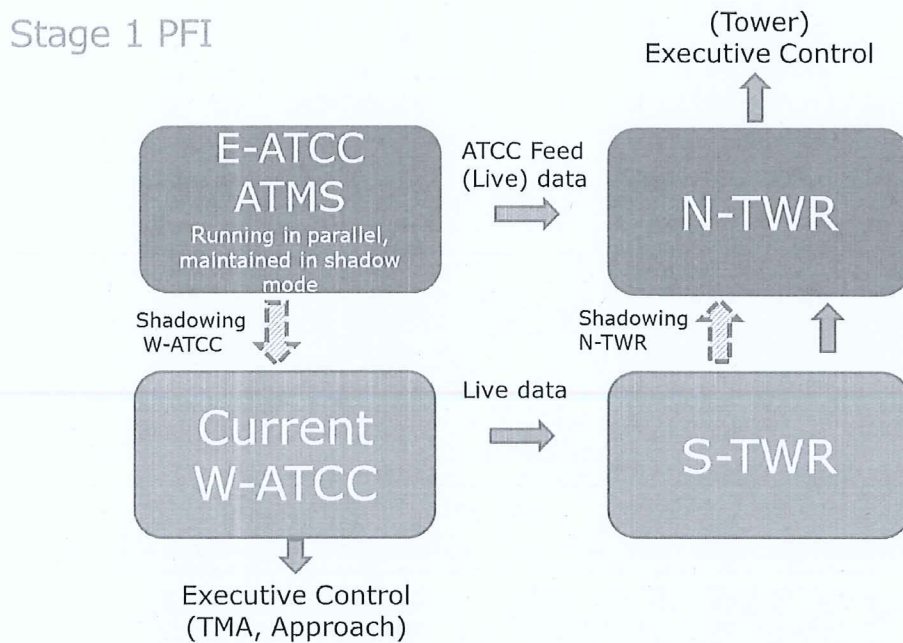 Stage 1 PFI
(Tower)
Executive Control
E-ATCC
ATMS
Running in parallel,
maintained in shadow
mode
ATCC Feed
(Live) data
N-TWR
Shadowing
W-ATCC
Shadowing
N-TWR
Current
W-ATCC
Live data
S-TWR
Executive Control
(TMA, Approach)